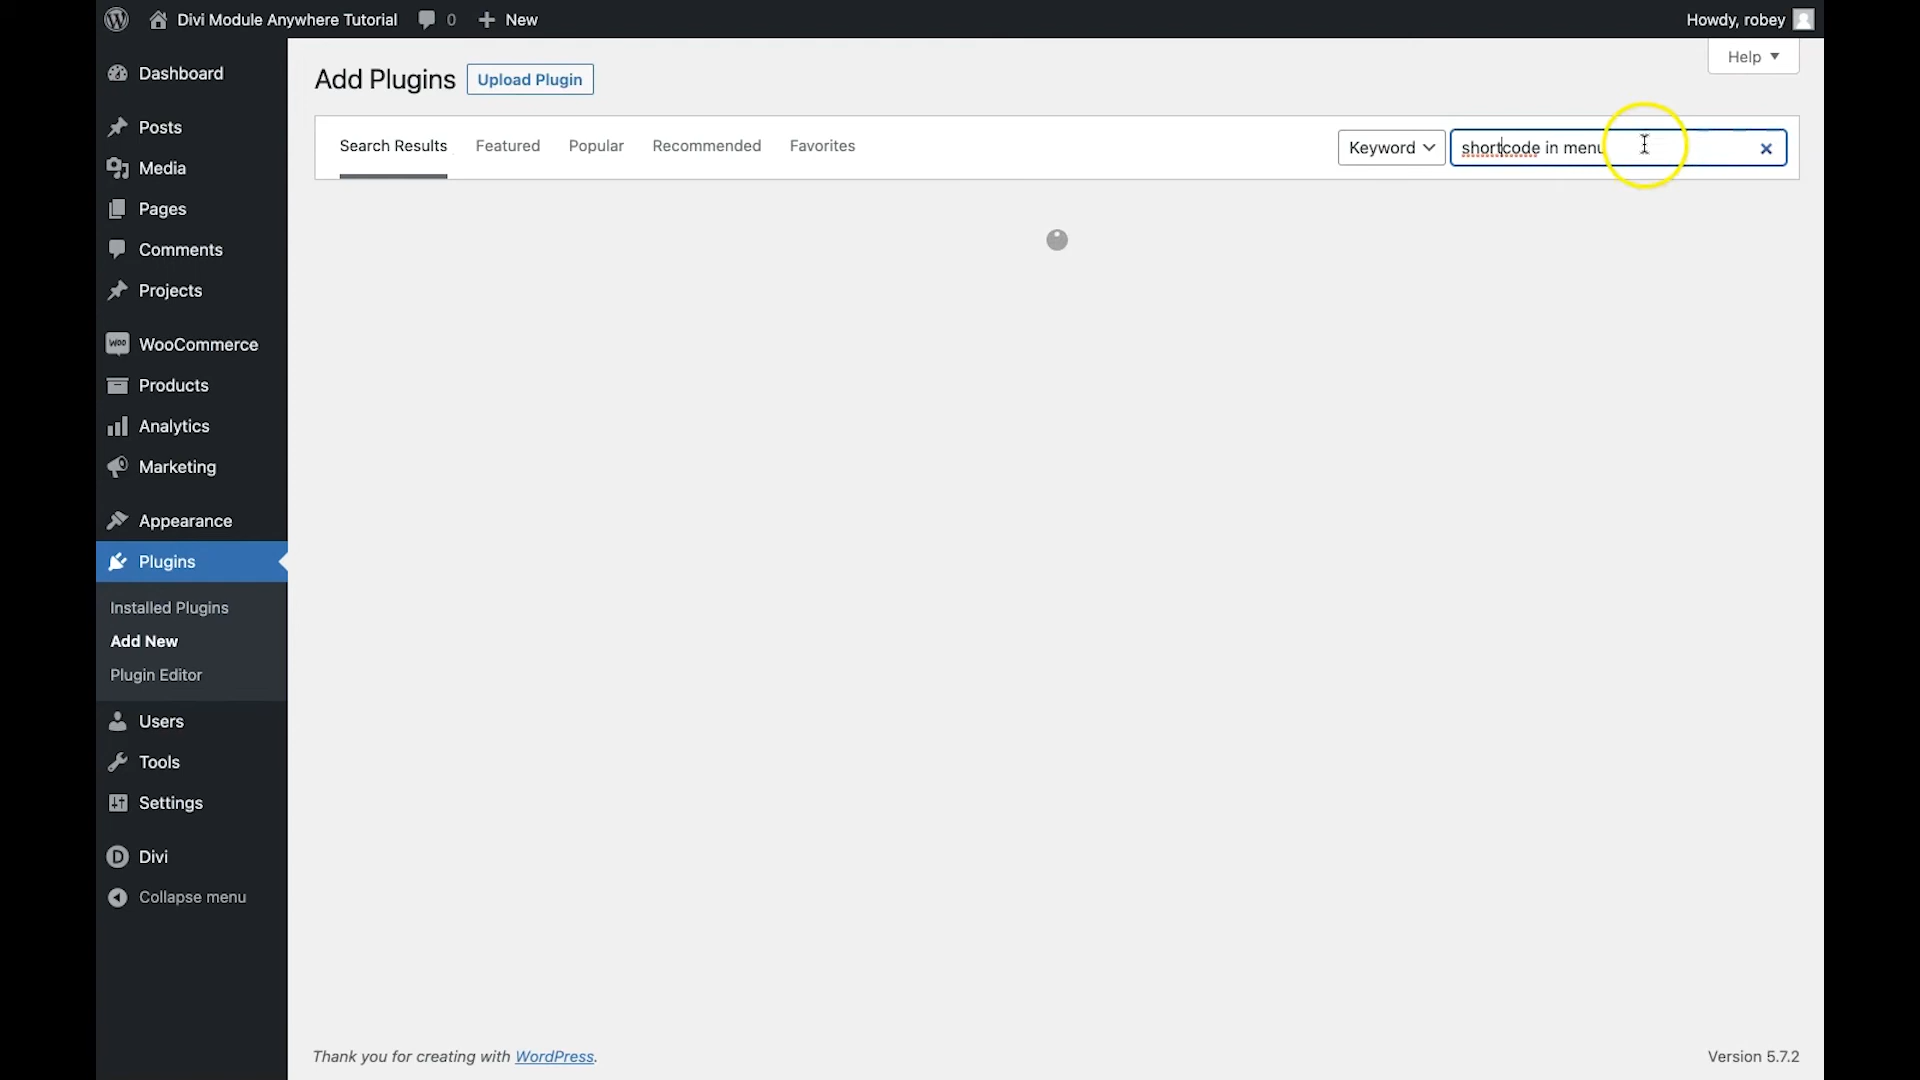 Divi Module Anywhere Tutorial 0 New Howdy, robey
Help
Add Plugins Upload Plugin
Search Results Featured Popular Recommended Favorites Keyword shortcode in menu
Dashboard
Posts
Media
Pages
Comments
Projects
Woo WooCommerce
Products
Analytics
Marketing
Appearance
Plugins
Installed Plugins
Add New
Plugin Editor
Users
Tools
Settings
D Divi
Collapse menu
Thank you for creating with WordPress. Version 5.7.2